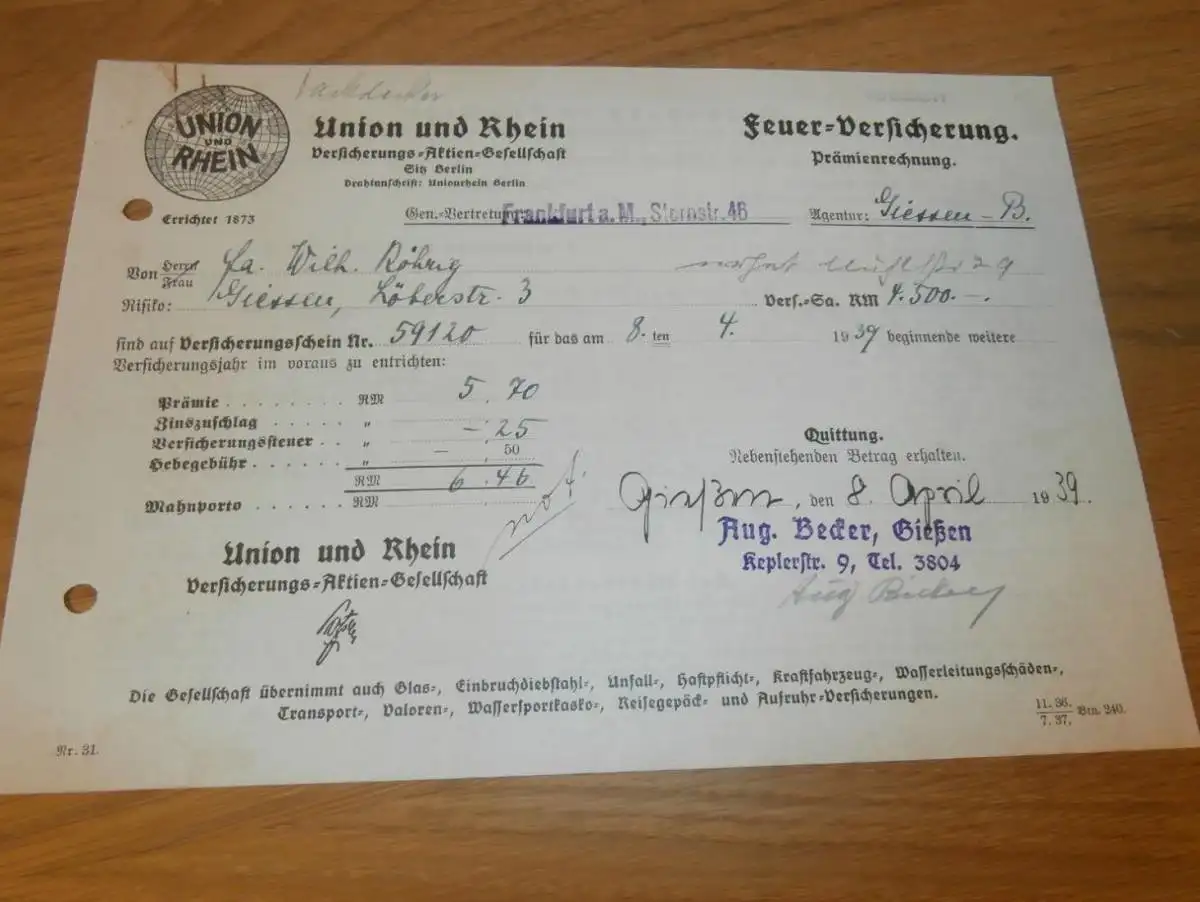 UNION
UND
RHEIN
Errichtet 1873
Union und Rhein
Versicherungs-Aktien-Gesellschaft
Sitz Berlin
Drahtanschrift: Unionrhein Berlin
Feuer-Versicherung.
Prämienrechnung.
Gen.-Vertretung: Frankfurt a. M., Sternstr. 46
Agentur: Giessen – B.
Von Herrn Frau Fa. Wilh. Röhrig
Risiko: Giessen, Löberstr. 3 Vers.-Sa. RM 4.500.-.
sind auf Versicherungsschein Nr. 59120 für das am 8. ten 4. 1939 beginnende weitere
Versicherungsjahr im voraus zu entrichten:
Prämie . . . . . . . . RM 5.70
Zinszuschlag . . . . . „ –.25
Versicherungssteuer . . „
Hebegebühr . . . . . . „ — 50
RM 6.46
Mahnporto . . . . . . RM
Quittung.
Nebenstehenden Betrag erhalten.
Gießen, den 8. April 1939.
Aug. Becker, Gießen
Keplerstr. 9, Tel. 3804
Aug Becker
Union und Rhein
Versicherungs-Aktien-Gesellschaft
Die Gesellschaft übernimmt auch Glas-, Einbruchdiebstahl-, Unfall-, Haftpflicht-, Kraftfahrzeug-, Wasserleitungsschäden-,
Transport-, Valoren-, Wassersportkasko-, Reisegepäck- und Aufruhr-Versicherungen.
Nr. 31.
11. 36.
7. 37. Btn. 240.